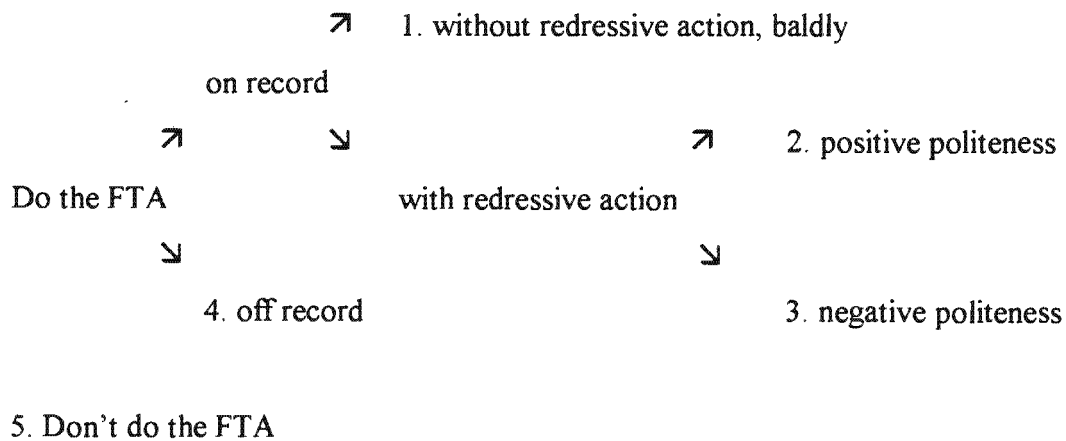 ↗ 1. without redressive action, baldly
on record
↗ ↘ ↗ 2. positive politeness
Do the FTA with redressive action
↘ ↘
4. off record 3. negative politeness
5. Don't do the FTA